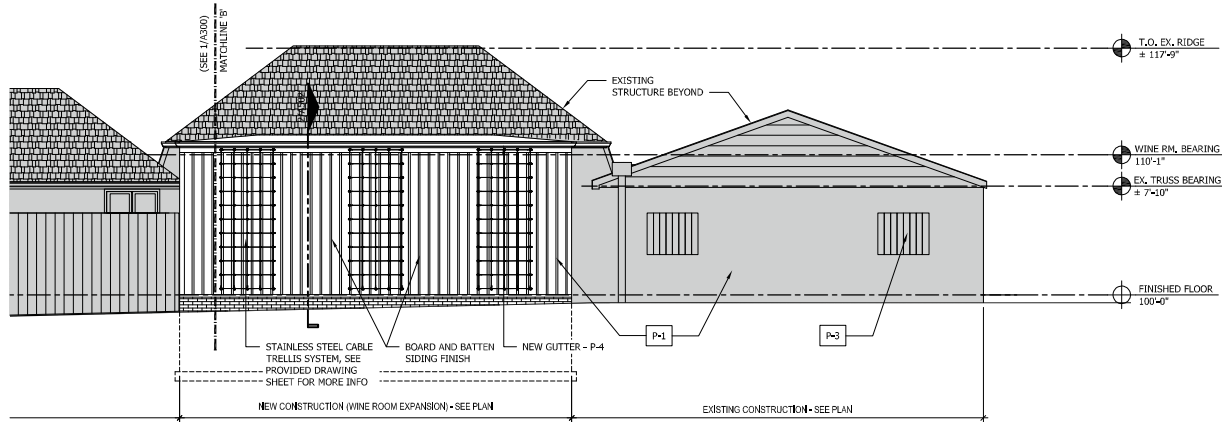 (SEE 1/A300)
MATCHLINE 'B'
T.O. EX. RIDGE
± 117'-9"
EXISTING
STRUCTURE BEYOND
WINE RM. BEARING
110'-1"
EX. TRUSS BEARING
± 7'-10"
FINISHED FLOOR
100'-0"
P-1
P-3
STAINLESS STEEL CABLE
TRELLIS SYSTEM, SEE
PROVIDED DRAWING
SHEET FOR MORE INFO
BOARD AND BATTEN
SIDING FINISH
NEW GUTTER - P-4
NEW CONSTRUCTION (WINE ROOM EXPANSION) - SEE PLAN
EXISTING CONSTRUCTION - SEE PLAN